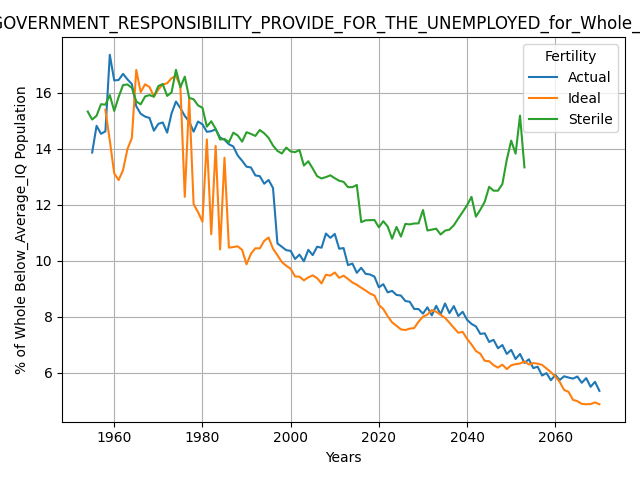 GOVERNMENT_RESPONSIBILITY_PROVIDE_FOR_THE_UNEMPLOYED_for_Whole_
Fertility
Actual
Ideal
Sterile
% of Whole Below_Average_IQ Population
16
14
12
10
8
6
1960
1980
2000
2020
2040
2060
Years